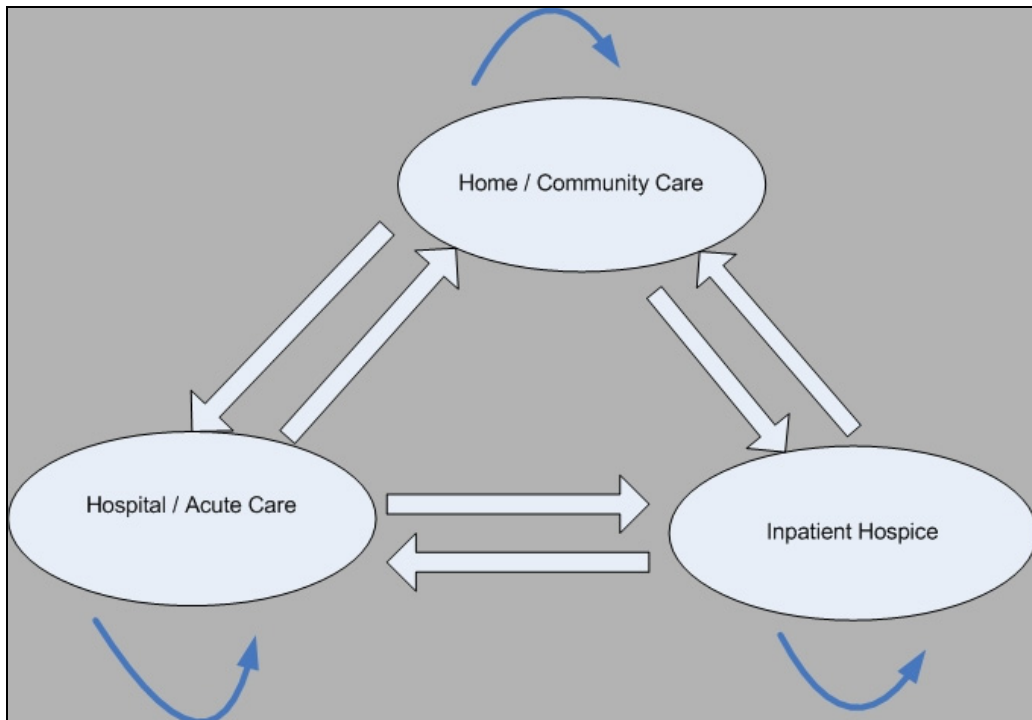 Home / Community Care
Hospital / Acute Care
Inpatient Hospice